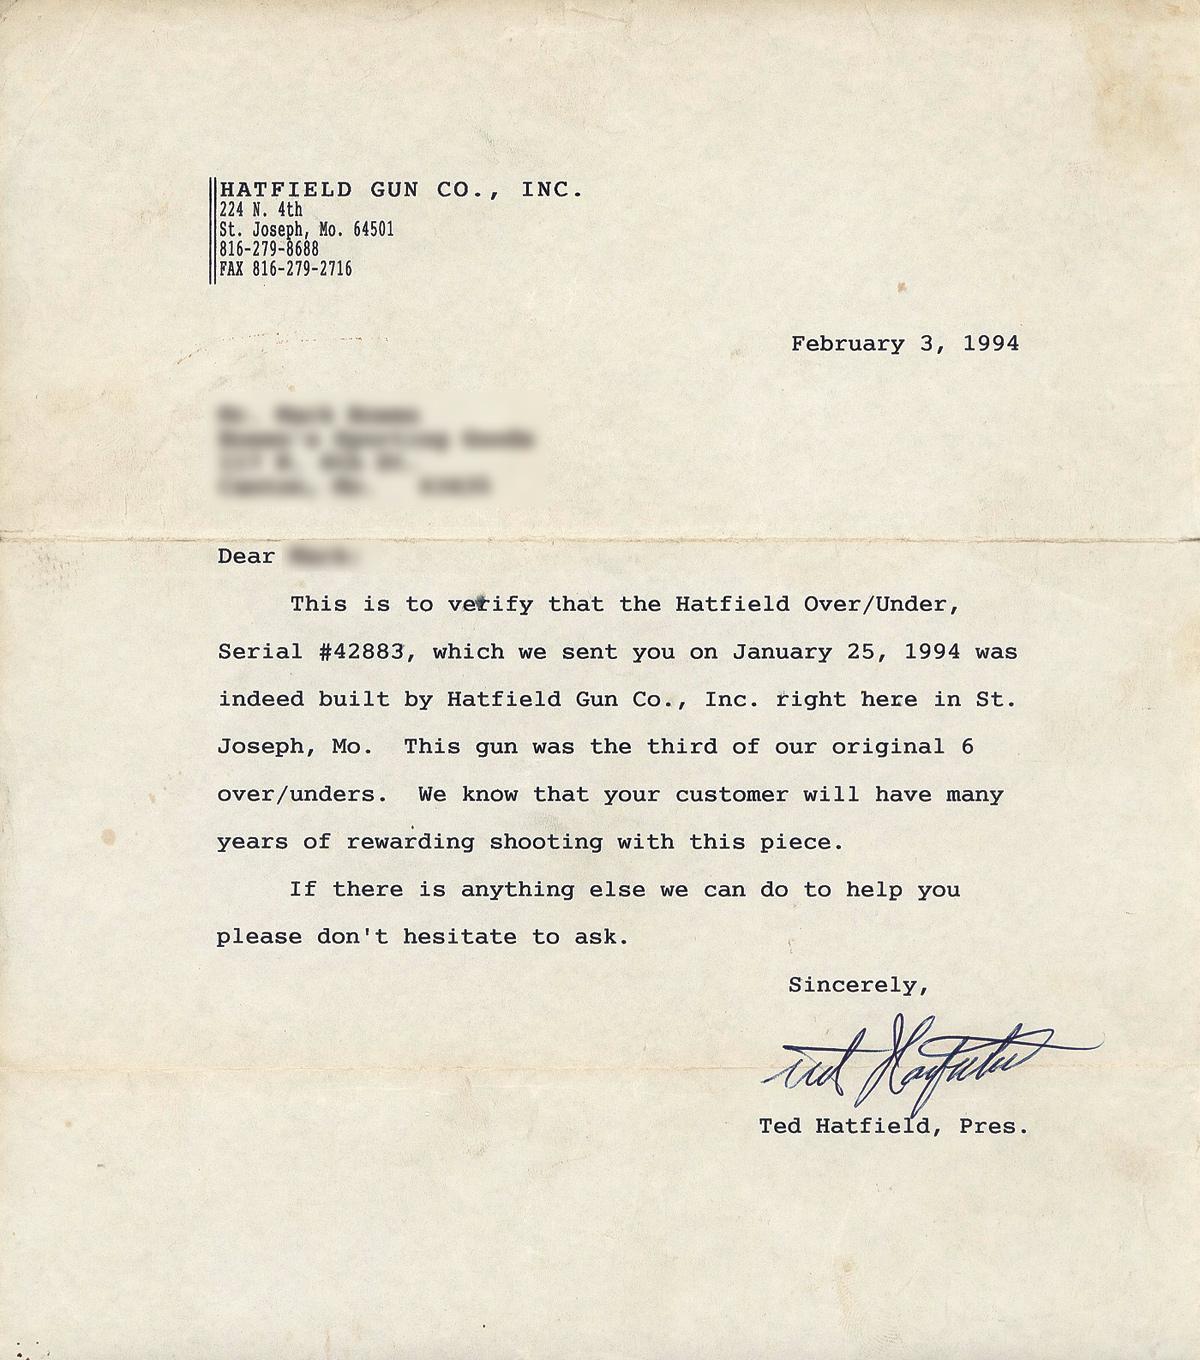 HATFIELD GUN CO., INC.
224 N. 4th
St. Joseph, Mo. 64501
816-279-8688
FAX 816-279-2716
February 3, 1994
Dear
This is to verify that the Hatfield Over/Under,
Serial #42883, which we sent you on January 25, 1994 was
indeed built by Hatfield Gun Co., Inc. right here in St.
Joseph, Mo.  This gun was the third of our original 6
over/unders.  We know that your customer will have many
years of rewarding shooting with this piece.
If there is anything else we can do to help you
please don't hesitate to ask.
Sincerely,
Ted Hatfield
Ted Hatfield, Pres.